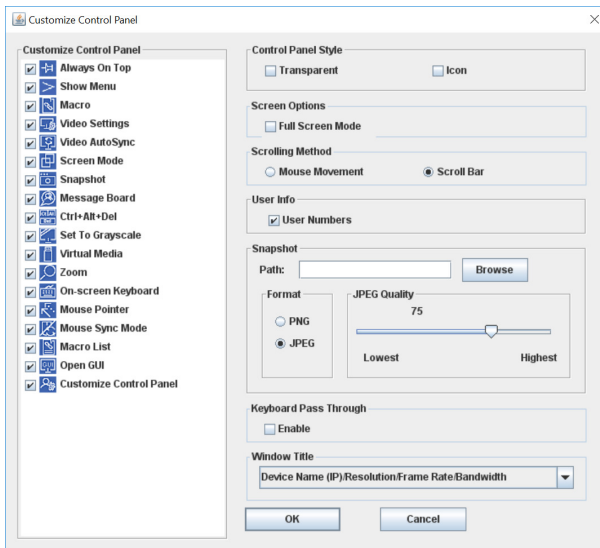 Customize Control Panel
Customize Control Panel
Always On Top
Show Menu
Macro
Video Settings
Video AutoSync
Screen Mode
Snapshot
Message Board
Ctrl+Alt+Del
Set To Grayscale
Virtual Media
Zoom
On-screen Keyboard
Mouse Pointer
Mouse Sync Mode
Macro List
Open GUI
Customize Control Panel
Control Panel Style
Transparent Icon
Screen Options
Full Screen Mode
Scrolling Method
Mouse Movement Scroll Bar
User Info
User Numbers
Snapshot
Path: Browse
Format
PNG
JPEG
JPEG Quality
75
Lowest Highest
Keyboard Pass Through
Enable
Window Title
Device Name (IP)/Resolution/Frame Rate/Bandwidth
OK Cancel